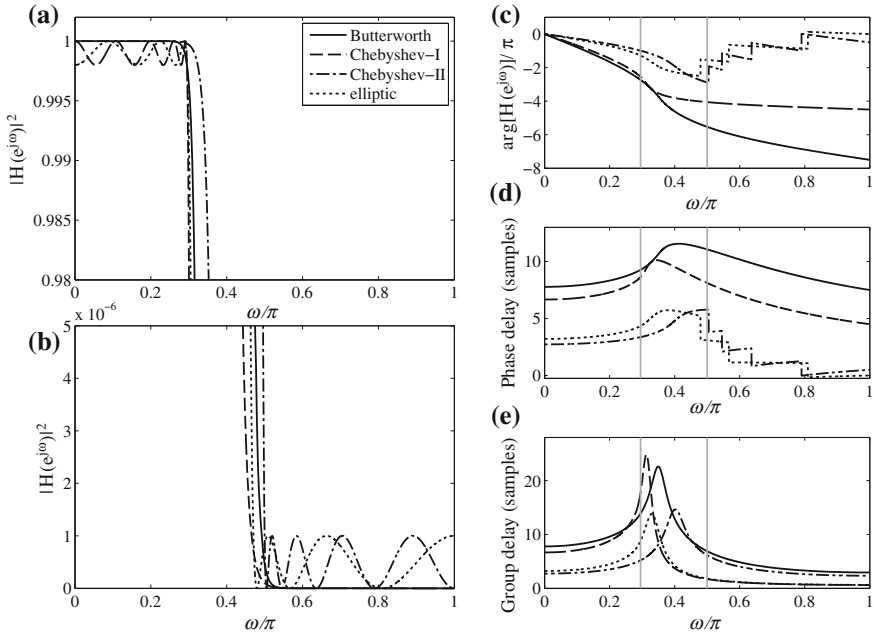 (a)
1
0.995
0.99
0.985
0.98
|H(e^{jω})|²
Butterworth
Chebyshev-I
Chebyshev-II
elliptic
0 0.2 0.4 0.6 0.8 1
ω/π
(b)
x 10⁻⁶
5
4
3
2
1
0
|H(e^{jω})|²
0 0.2 0.4 0.6 0.8 1
ω/π
(c)
0
−2
−4
−6
−8
arg[H(e^{jω})]/π
0 0.2 0.4 0.6 0.8 1
ω/π
(d)
10
5
0
Phase delay (samples)
0 0.2 0.4 0.6 0.8 1
ω/π
(e)
20
10
0
Group delay (samples)
0 0.2 0.4 0.6 0.8 1
ω/π